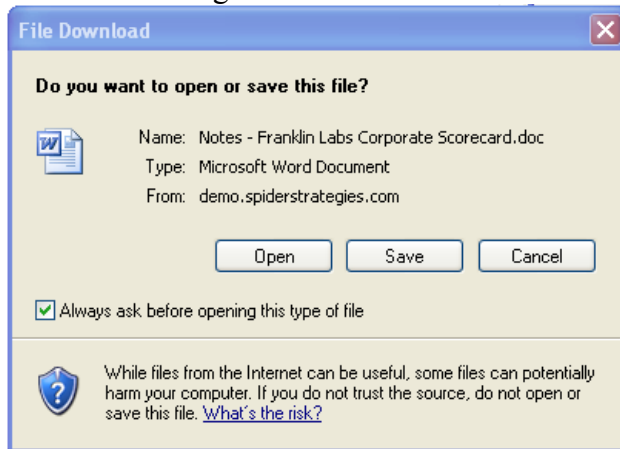 File Download
Do you want to open or save this file?
Name: Notes - Franklin Labs Corporate Scorecard.doc
Type: Microsoft Word Document
From: demo.spiderstrategies.com
Open Save Cancel
Always ask before opening this type of file
While files from the Internet can be useful, some files can potentially
harm your computer. If you do not trust the source, do not open or
save this file. What's the risk?